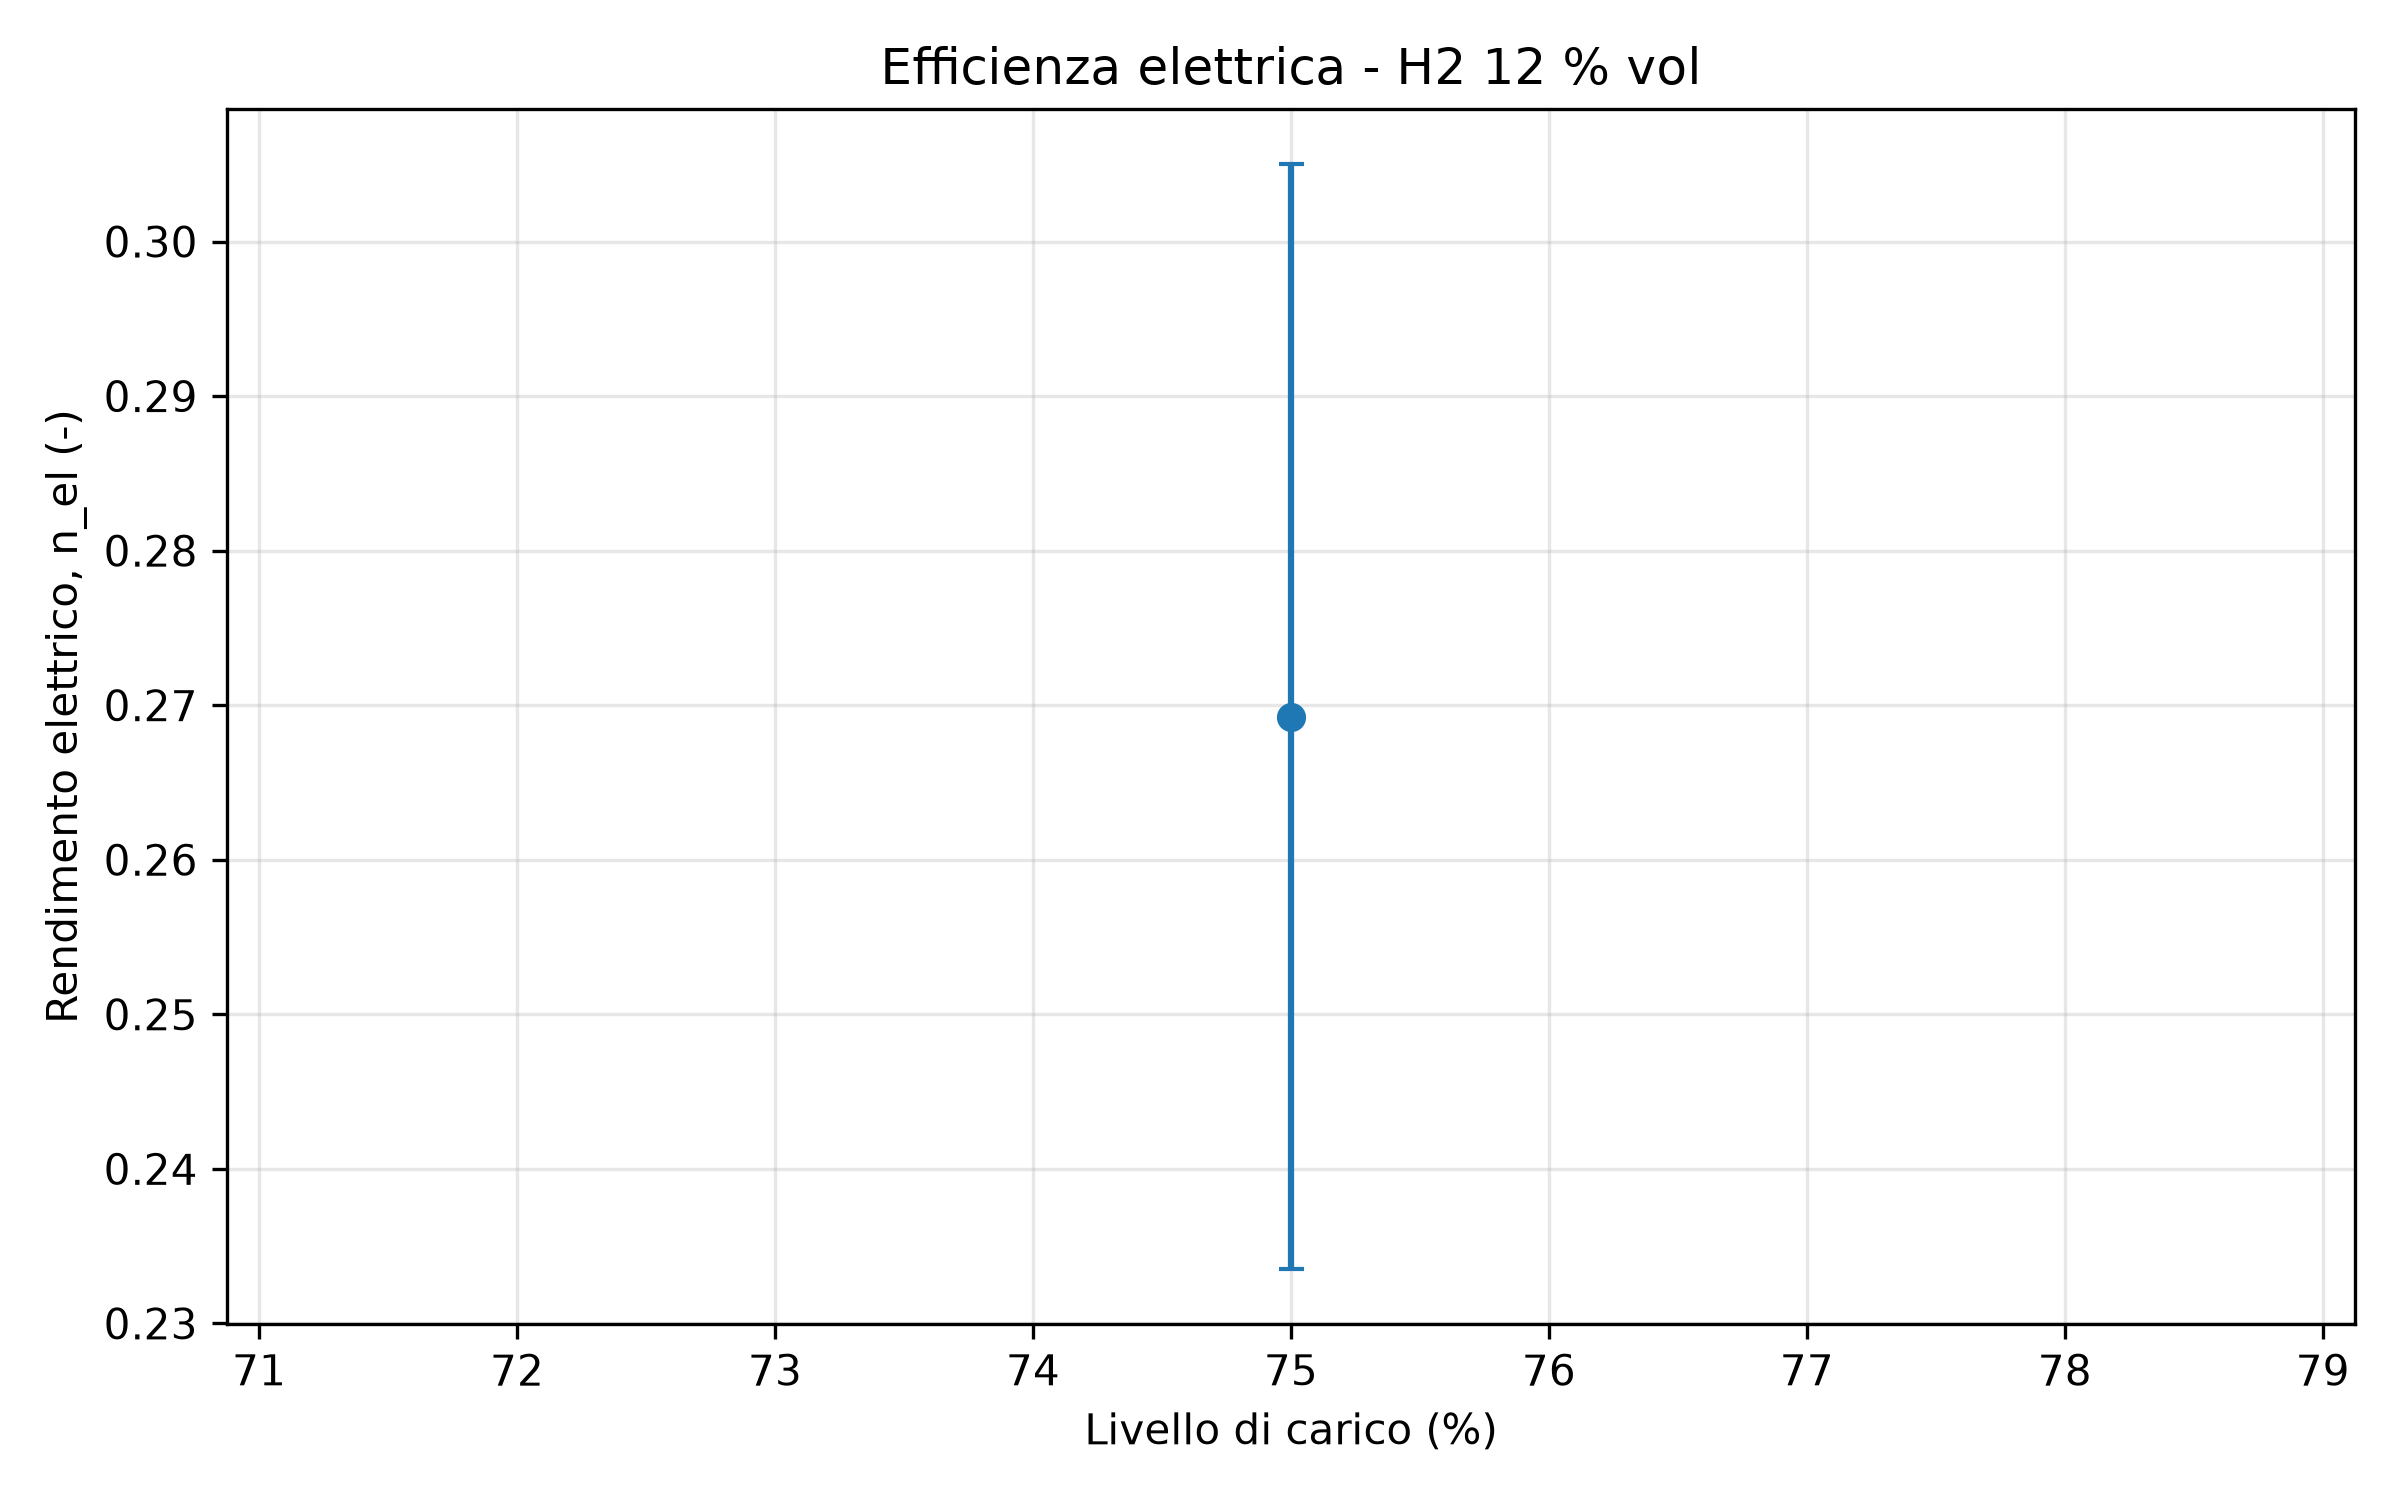 Efficienza elettrica - H2 12 % vol
Rendimento elettrico, n_el (-)
0.30
0.29
0.28
0.27
0.26
0.25
0.24
0.23
71 72 73 74 75 76 77 78 79
Livello di carico (%)